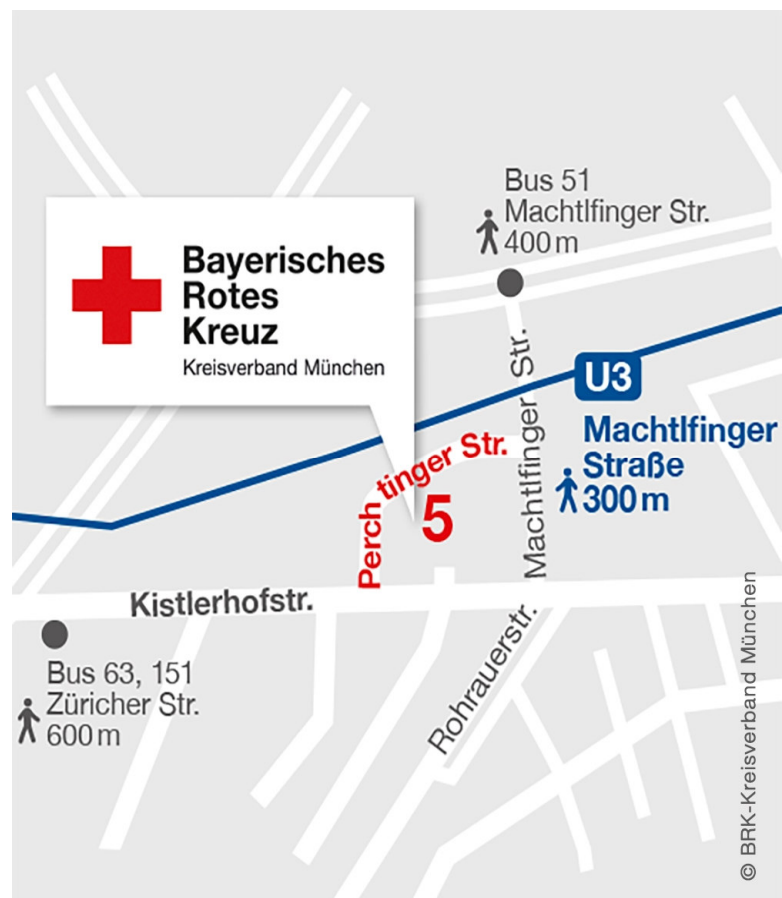 Bus 51
Machtlfinger Str.
400 m
Bayerisches
Rotes
Kreuz
Kreisverband München
U3
Machtlfinger
Straße
300 m
Machtlfinger Str.
Perchtinger Str.
5
Kistlerhofstr.
Rohrauerstr.
Bus 63, 151
Züricher Str.
600 m
© BRK-Kreisverband München